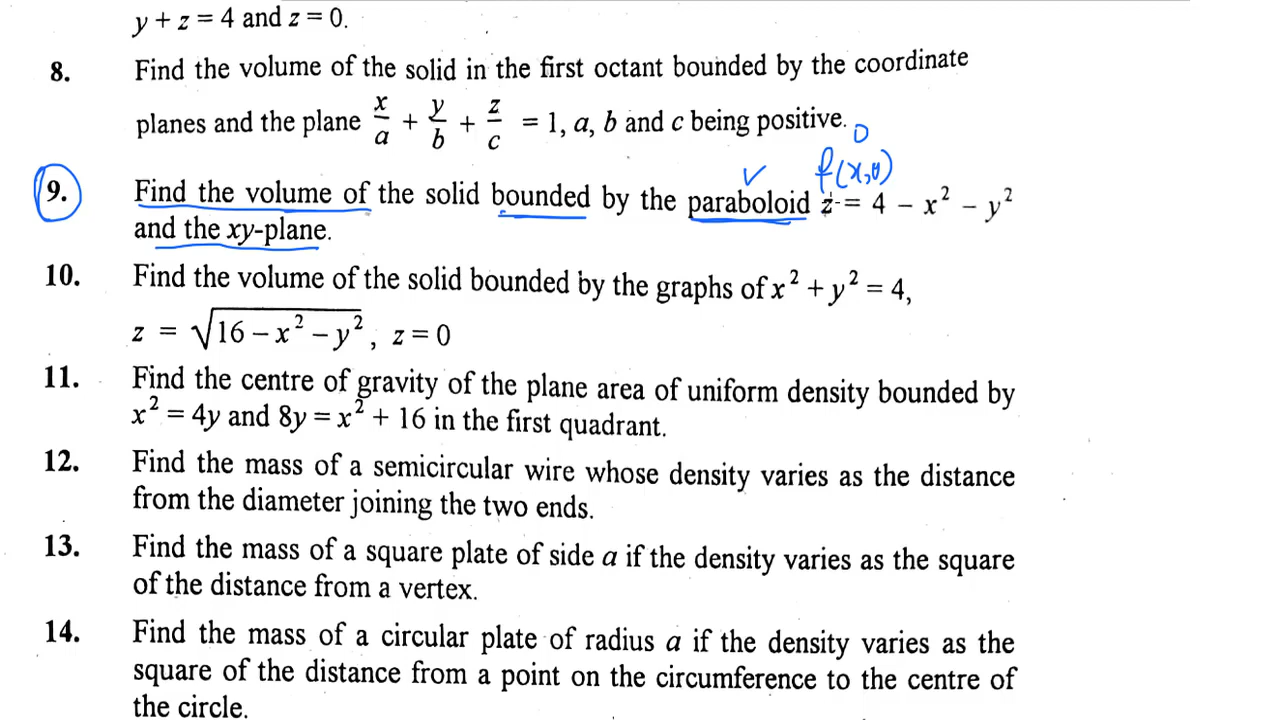 y + z = 4 and z = 0.
8. Find the volume of the solid in the first octant bounded by the coordinate
planes and the plane x/a + y/b + z/c = 1, a, b and c being positive.
f(x,y)
9. Find the volume of the solid bounded by the paraboloid z = 4 − x² − y²
and the xy-plane.
10. Find the volume of the solid bounded by the graphs of x² + y² = 4,
z = √(16 − x² − y²), z = 0
11. Find the centre of gravity of the plane area of uniform density bounded by
x² = 4y and 8y = x² + 16 in the first quadrant.
12. Find the mass of a semicircular wire whose density varies as the distance
from the diameter joining the two ends.
13. Find the mass of a square plate of side a if the density varies as the square
of the distance from a vertex.
14. Find the mass of a circular plate of radius a if the density varies as the
square of the distance from a point on the circumference to the centre of
the circle.